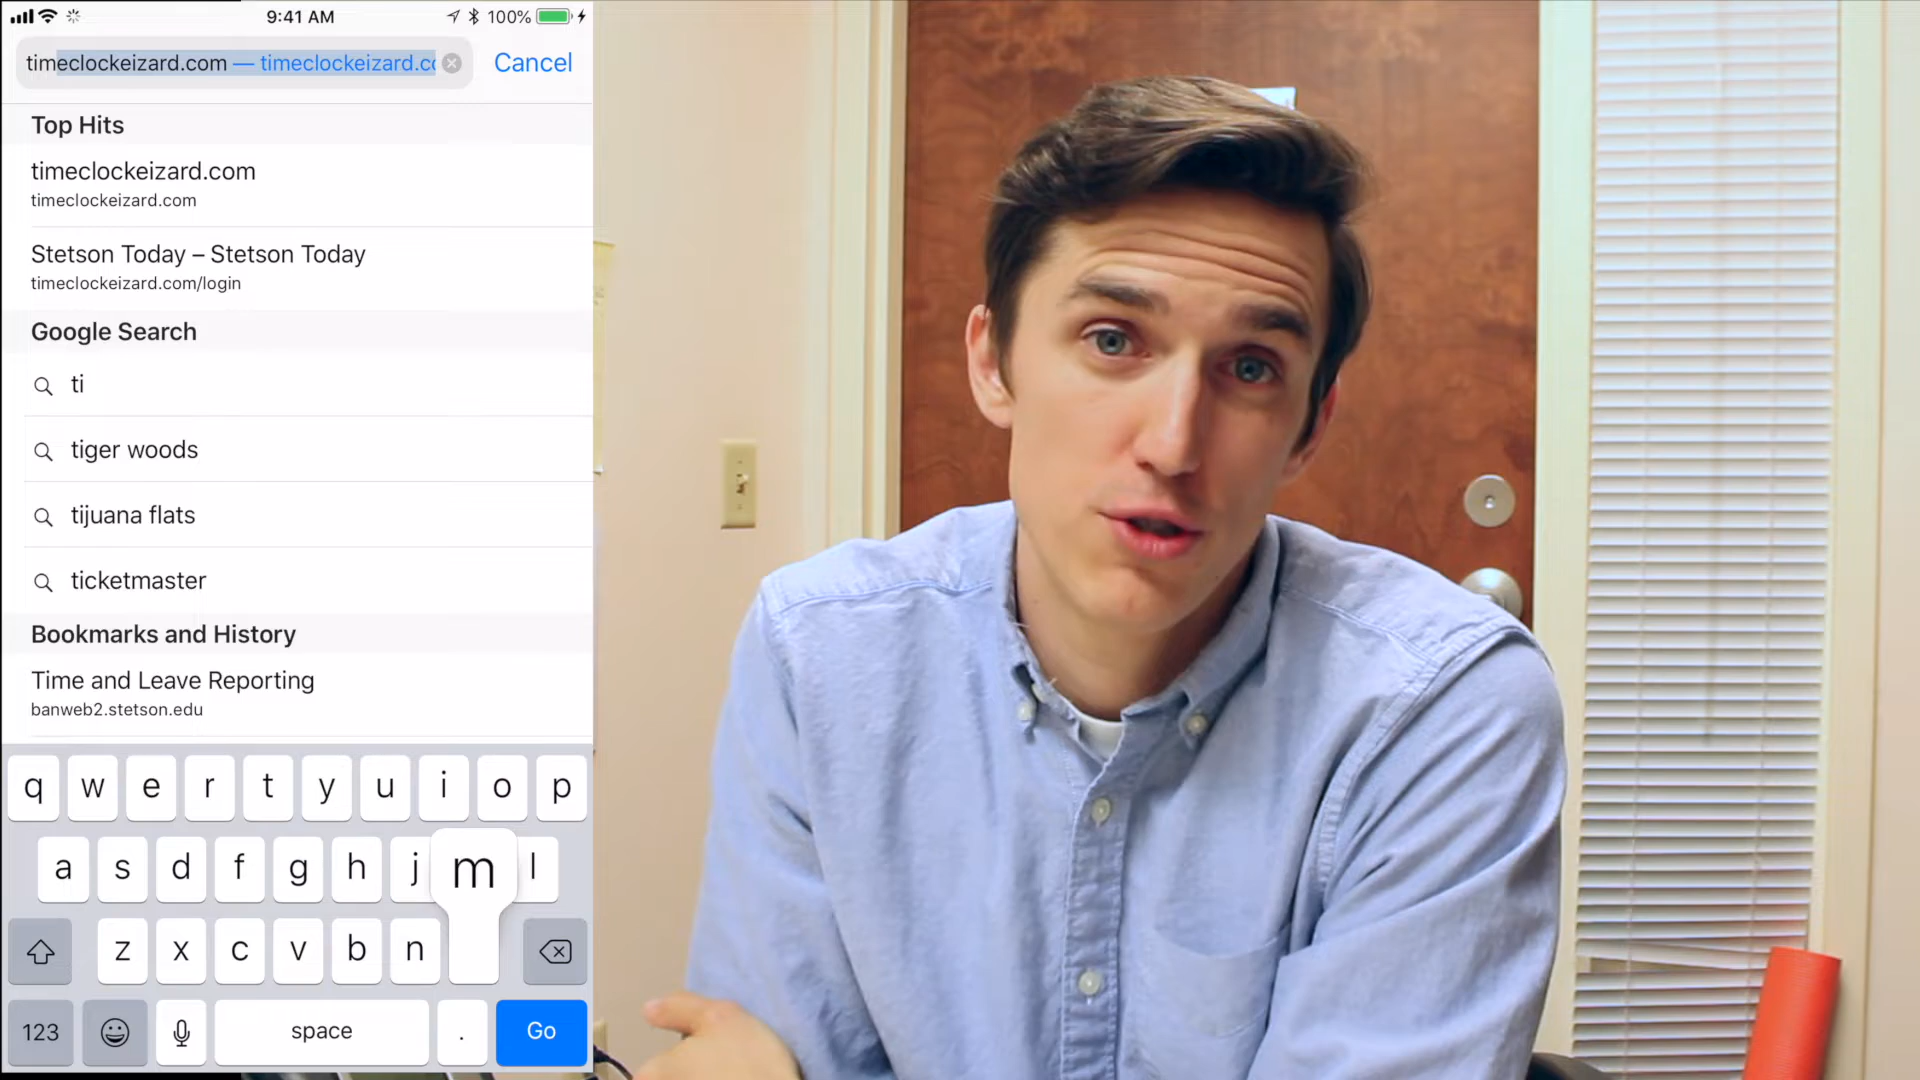 9:41 AM
100%
timeclockeizard.com — timeclockeizard.co
Cancel
Top Hits
timeclockeizard.com
timeclockeizard.com
Stetson Today – Stetson Today
timeclockeizard.com/login
Google Search
ti
tiger woods
tijuana flats
ticketmaster
Bookmarks and History
Time and Leave Reporting
banweb2.stetson.edu
q w e r t y u i o p
a s d f g h j m l
z x c v b n
123 space . Go